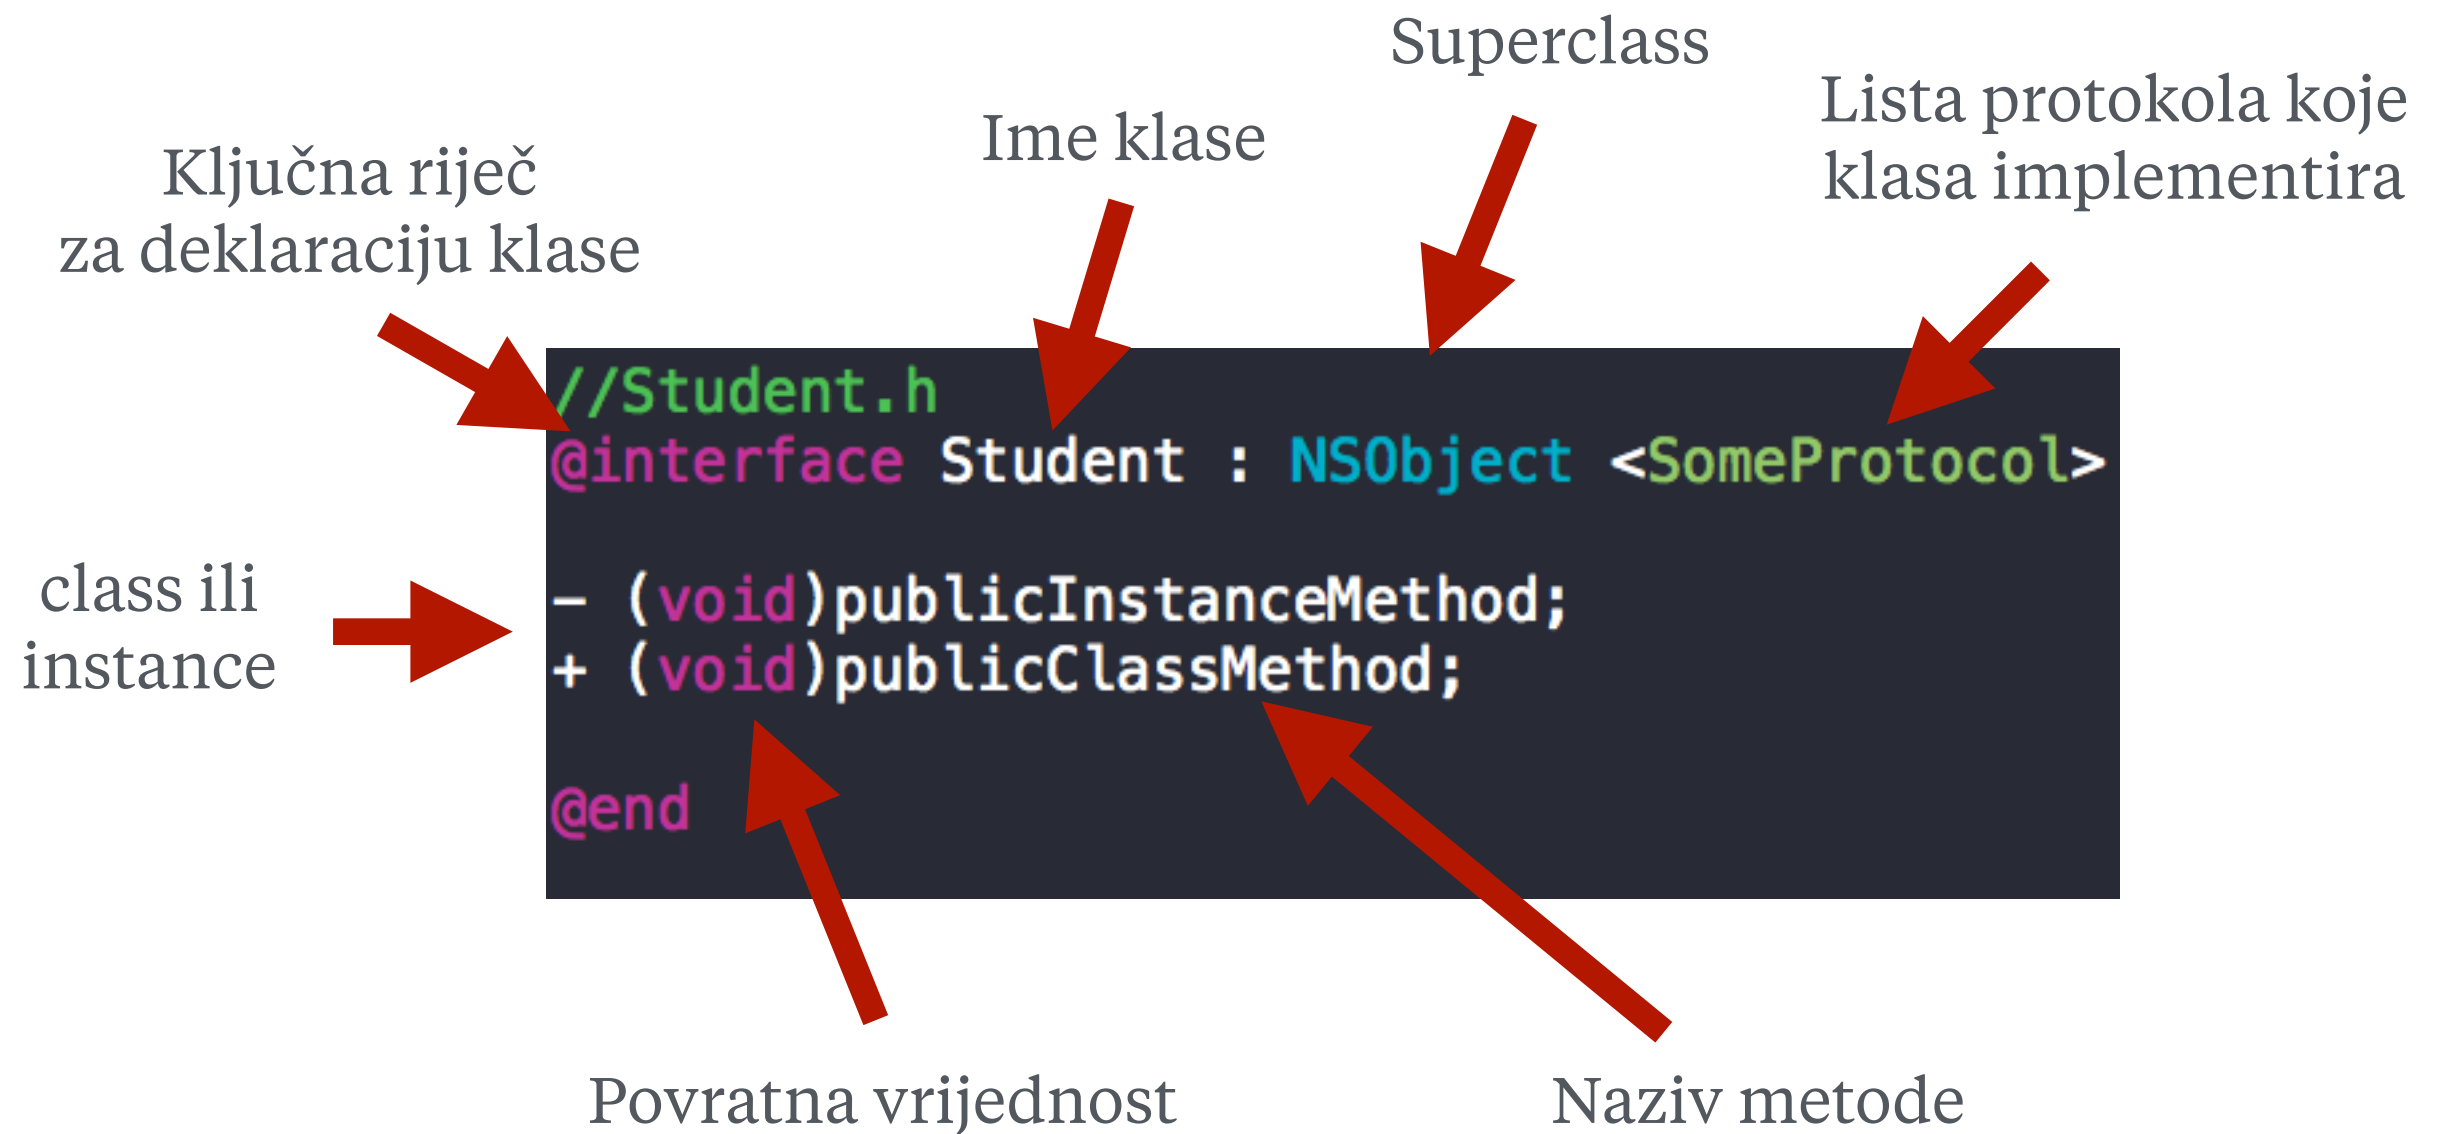 Superclass
Lista protokola koje
klasa implementira
Ime klase
Ključna riječ
za deklaraciju klase
//Student.h
@interface Student : NSObject <SomeProtocol>
class ili
instance
- (void)publicInstanceMethod;
+ (void)publicClassMethod;
@end
Povratna vrijednost
Naziv metode